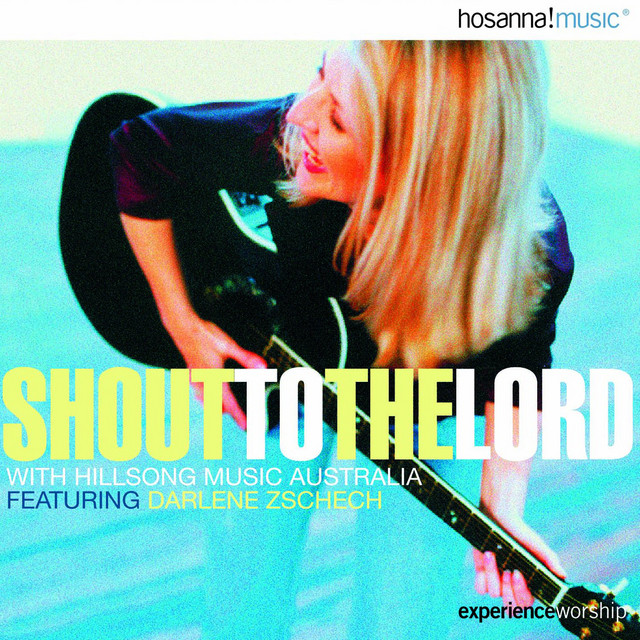 hosanna!music®
SHOUTTOTHELORD
WITH HILLSONG MUSIC AUSTRALIA
FEATURING DARLENE ZSCHECH
experienceworship